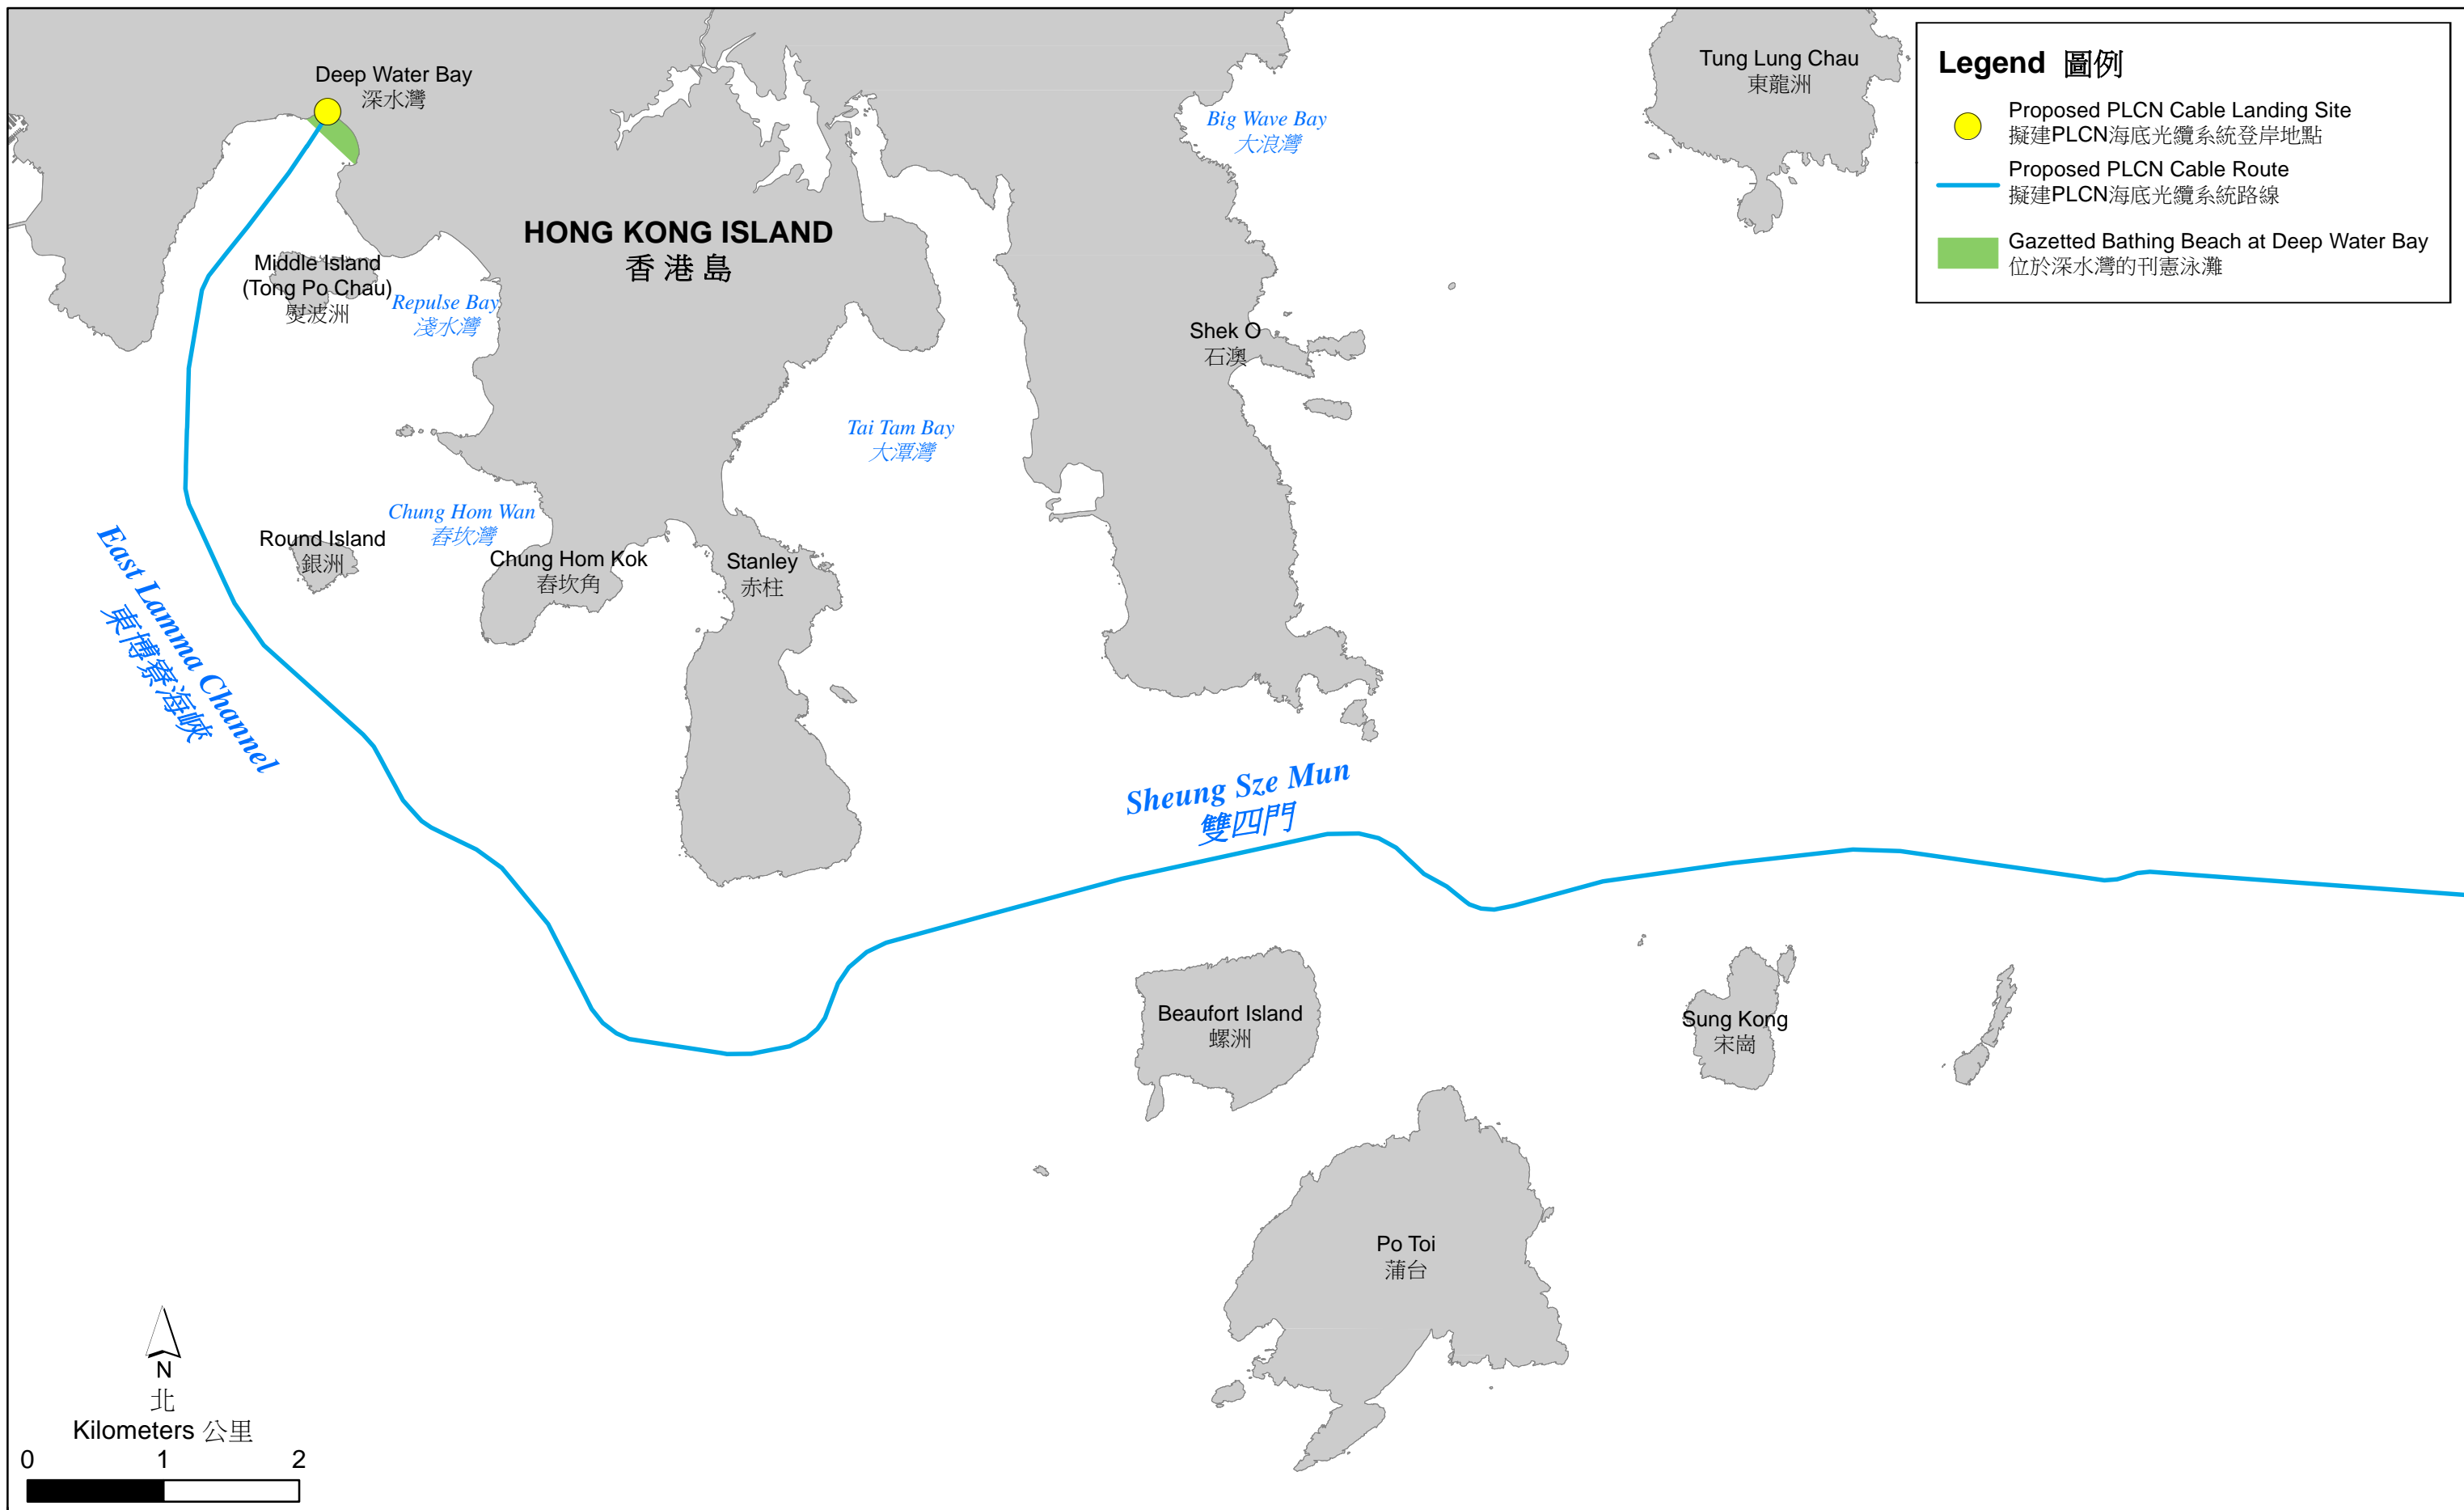 Legend 圖例
Proposed PLCN Cable Landing Site
擬建PLCN海底光纜系統登岸地點
Proposed PLCN Cable Route
擬建PLCN海底光纜系統路線
Gazetted Bathing Beach at Deep Water Bay
位於深水灣的刊憲泳灘
Tung Lung Chau
東龍洲
Deep Water Bay
深水灣
Big Wave Bay
大浪灣
HONG KONG ISLAND
香港島
Middle Island
(Tong Po Chau)
熨波洲
Repulse Bay
淺水灣
Shek O
石澳
Tai Tam Bay
大潭灣
Chung Hom Wan
舂坎灣
Round Island
銀洲
Chung Hom Kok
舂坎角
Stanley
赤柱
East Lamma Channel
東博寮海峽
Sheung Sze Mun
雙四門
Beaufort Island
螺洲
Sung Kong
宋崗
Po Toi
蒲台
N
北
Kilometers 公里
0 1 2